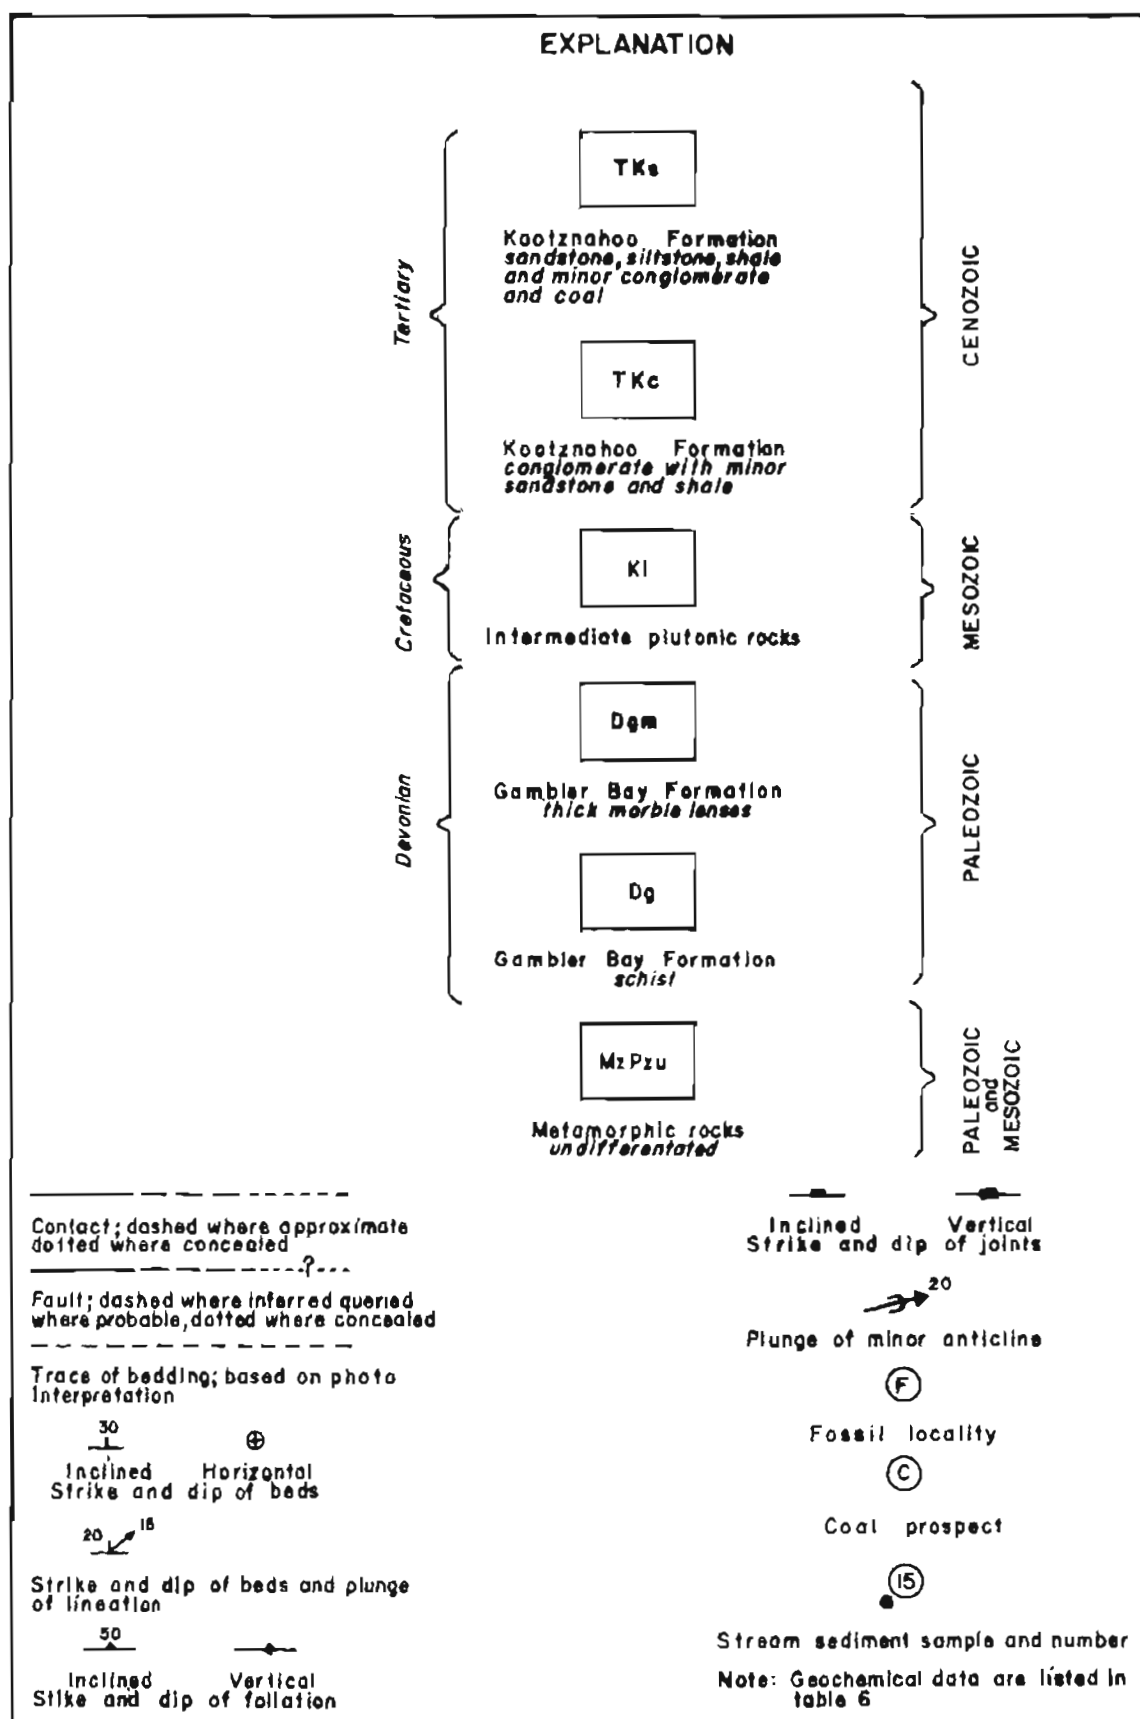 EXPLANATION
TKs
Kootznahoo Formation
sandstone, siltstone, shale
and minor conglomerate
and coal
Tertiary
CENOZOIC
TKc
Kootznahoo Formation
conglomerate with minor
sandstone and shale
KI
Intermediate plutonic rocks
Cretaceous
MESOZOIC
Dgm
Gambler Bay Formation
thick marble lenses
Devonian
PALEOZOIC
Dg
Gambler Bay Formation
schist
MzPzu
Metamorphic rocks
undifferentated
PALEOZOIC
and
MESOZOIC
Contact; dashed where approximate
dotted where concealed
?
Fault; dashed where inferred queried
where probable, dotted where concealed
Trace of bedding; based on photo
Interpretation
30
Inclined Horizontal
Strike and dip of beds
20 15
Strike and dip of beds and plunge
of lineation
50
Inclined Vertical
Stike and dip of foliation
Inclined Vertical
Strike and dip of joints
20
Plunge of minor anticline
F
Fossil locality
C
Coal prospect
15
Stream sediment sample and number
Note: Geochemical data are listed in
table 6